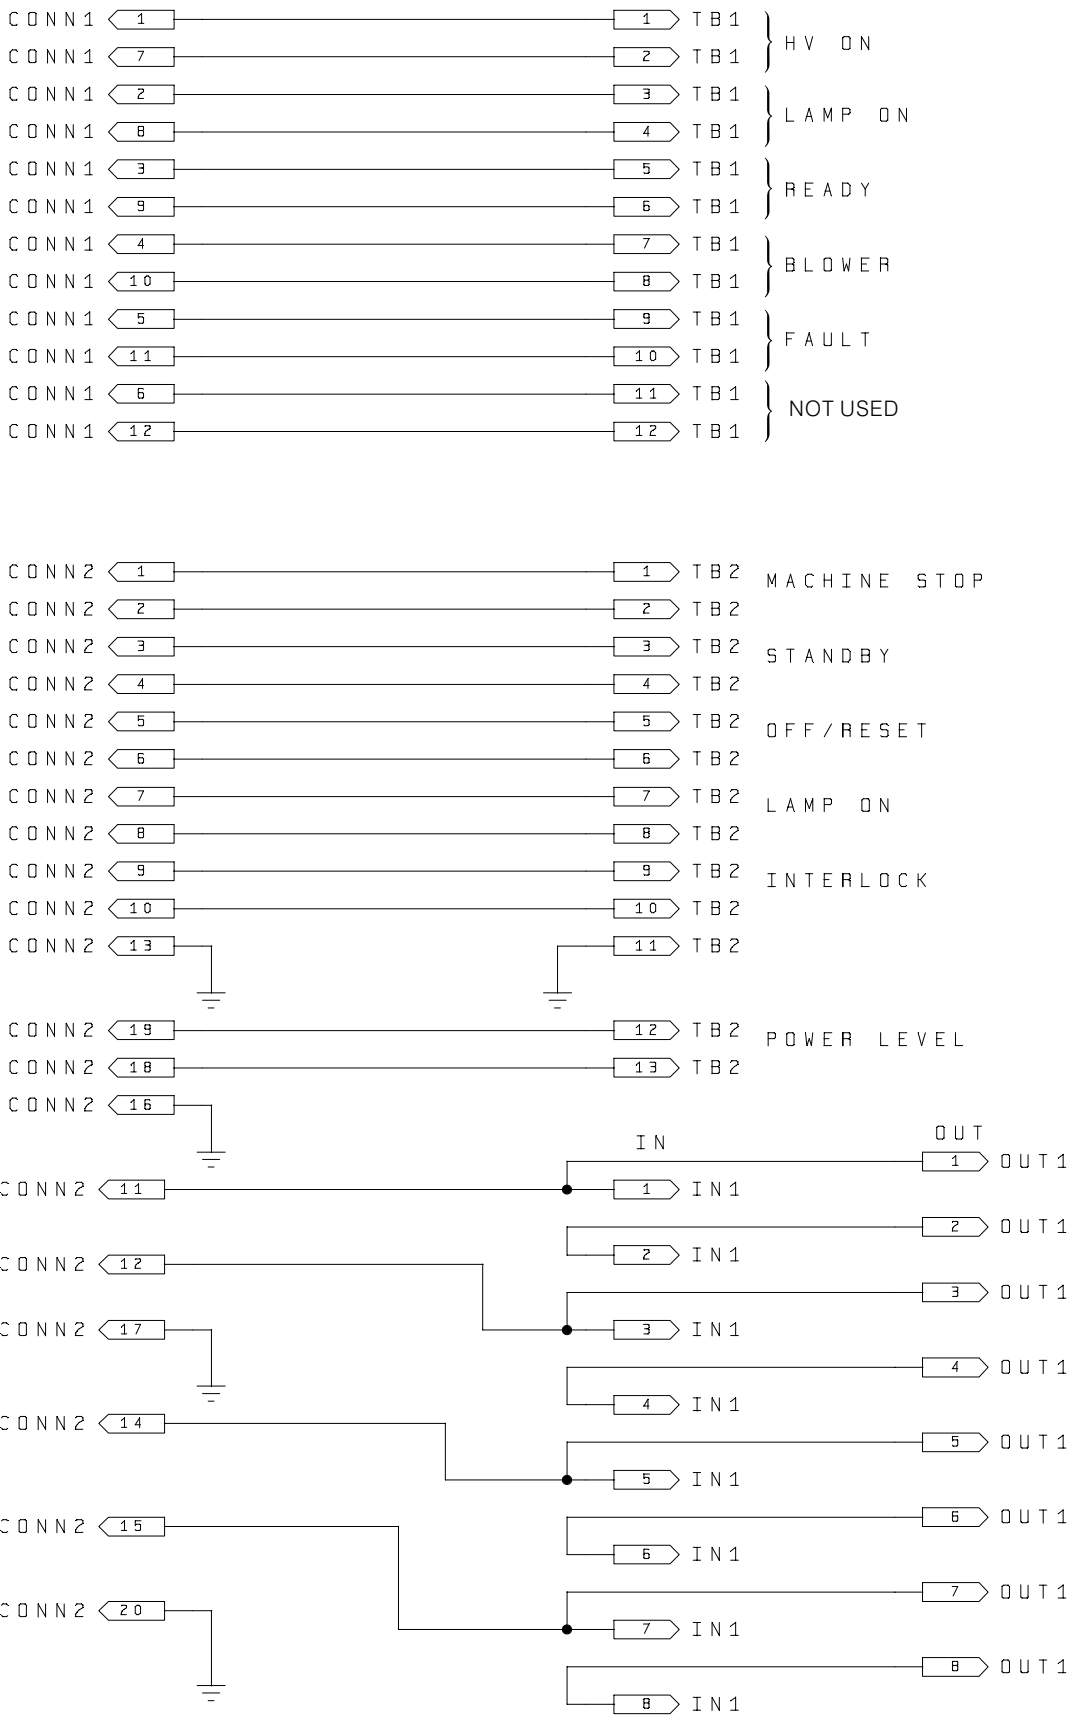 CONN1 1 1 TB1
HV ON
CONN1 7 2 TB1
CONN1 2 3 TB1
LAMP ON
CONN1 8 4 TB1
CONN1 3 5 TB1
READY
CONN1 9 6 TB1
CONN1 4 7 TB1
BLOWER
CONN1 10 8 TB1
CONN1 5 9 TB1
FAULT
CONN1 11 10 TB1
CONN1 6 11 TB1
NOT USED
CONN1 12 12 TB1
CONN2 1 1 TB2
MACHINE STOP
CONN2 2 2 TB2
CONN2 3 3 TB2
STANDBY
CONN2 4 4 TB2
CONN2 5 5 TB2
OFF/RESET
CONN2 6 6 TB2
CONN2 7 7 TB2
LAMP ON
CONN2 8 8 TB2
CONN2 9 9 TB2
INTERLOCK
CONN2 10 10 TB2
CONN2 13 11 TB2
CONN2 19 12 TB2
POWER LEVEL
CONN2 18 13 TB2
CONN2 16
IN OUT
1 OUT1
CONN2 11 1 IN1
2 OUT1
2 IN1
CONN2 12
3 OUT1
CONN2 17 3 IN1
4 OUT1
4 IN1
CONN2 14
5 OUT1
5 IN1
6 OUT1
CONN2 15
6 IN1
7 OUT1
CONN2 20
7 IN1
8 OUT1
8 IN1